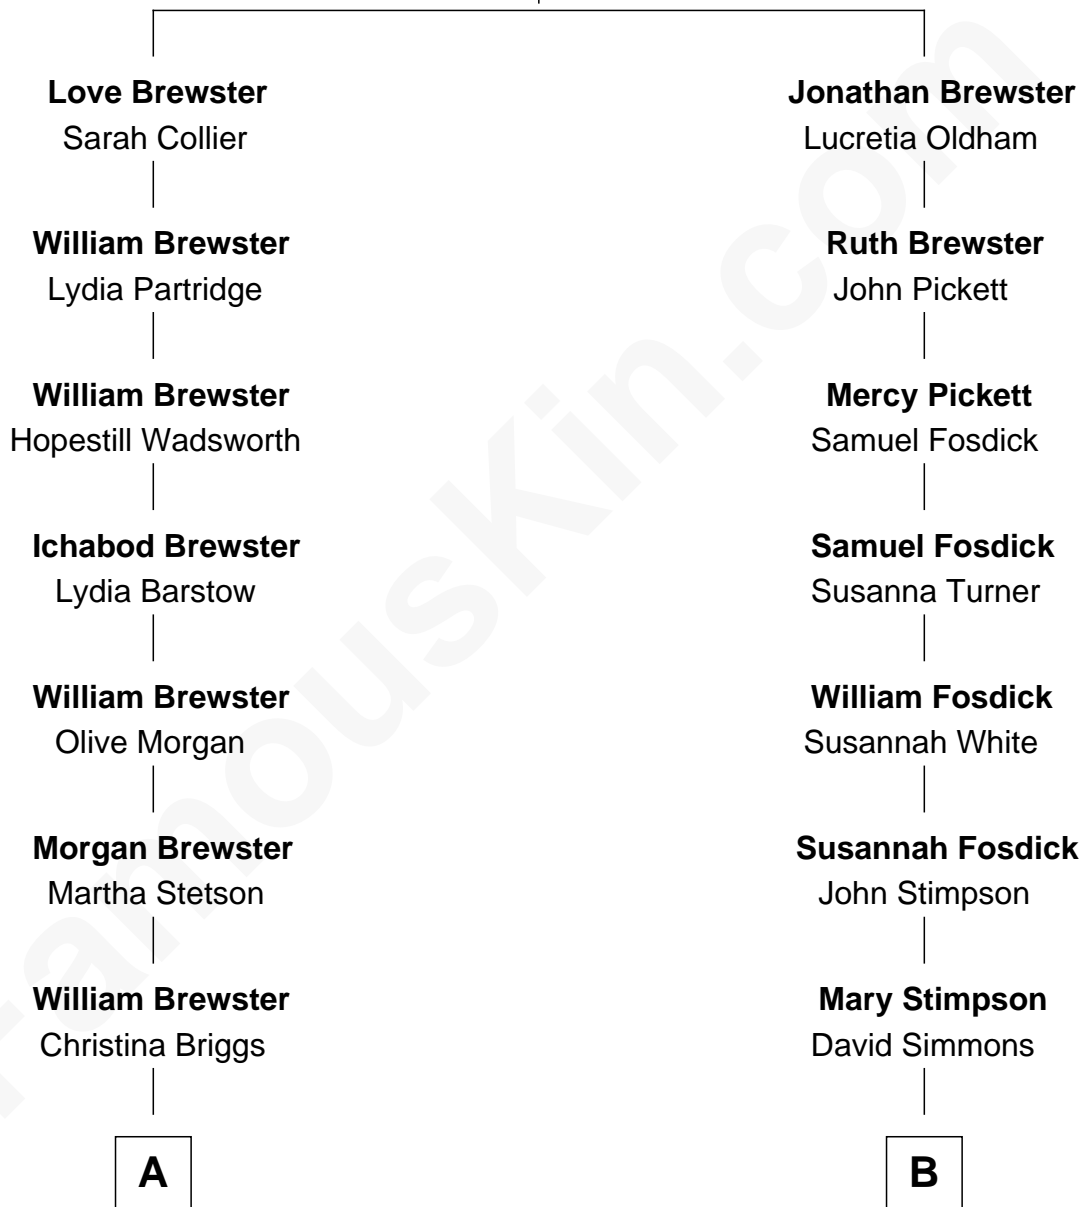 Love Brewster
Sarah Collier
William Brewster
Lydia Partridge
William Brewster
Hopestill Wadsworth
Ichabod Brewster
Lydia Barstow
William Brewster
Olive Morgan
Morgan Brewster
Martha Stetson
William Brewster
Christina Briggs
A
Jonathan Brewster
Lucretia Oldham
Ruth Brewster
John Pickett
Mercy Pickett
Samuel Fosdick
Samuel Fosdick
Susanna Turner
William Fosdick
Susannah White
Susannah Fosdick
John Stimpson
Mary Stimpson
David Simmons
B
FamousKin.com